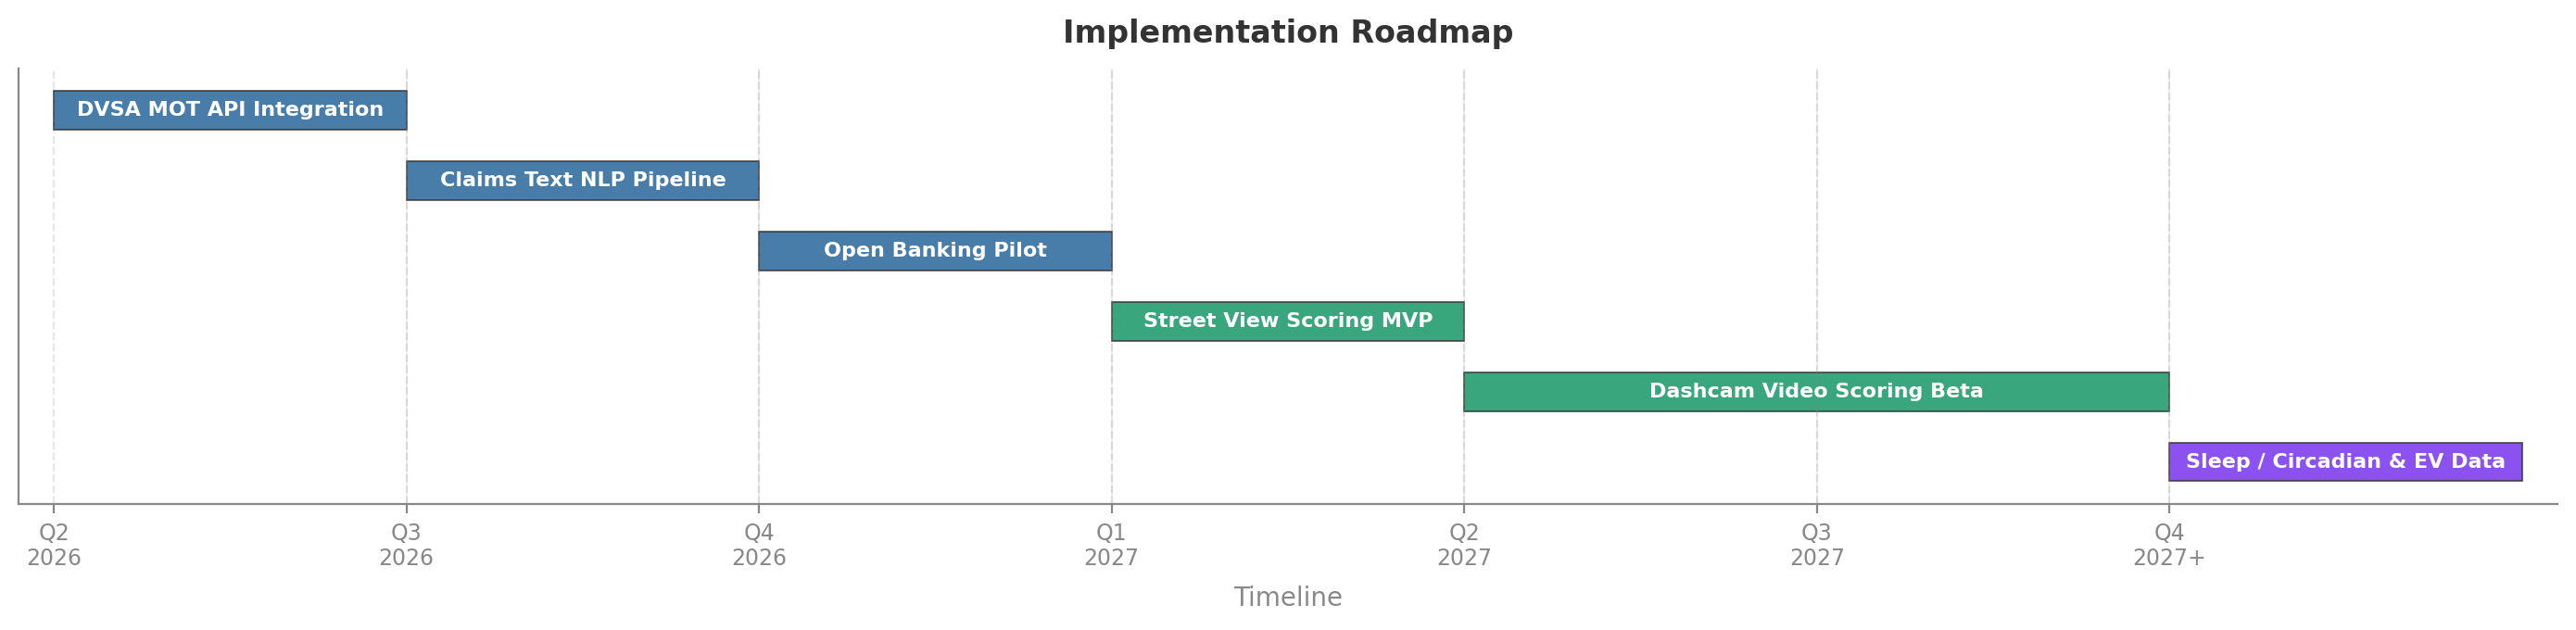 Implementation Roadmap
DVSA MOT API Integration
Claims Text NLP Pipeline
Open Banking Pilot
Street View Scoring MVP
Dashcam Video Scoring Beta
Sleep / Circadian & EV Data
Q2 Q3 Q4 Q1 Q2 Q3 Q4
2026 2026 2026 2027 2027 2027 2027+
Timeline